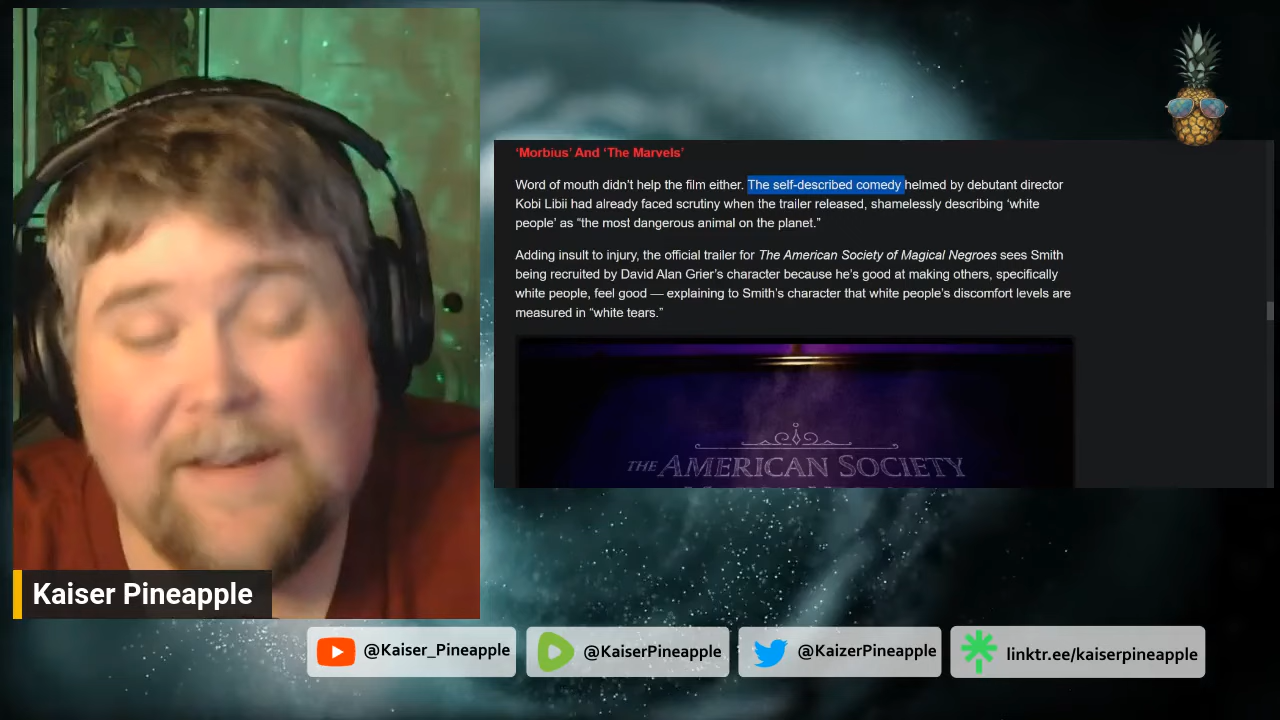 ‘Morbius’ And ‘The Marvels’
Word of mouth didn’t help the film either. The self-described comedy helmed by debutant director
Kobi Libii had already faced scrutiny when the trailer released, shamelessly describing ‘white
people’ as “the most dangerous animal on the planet.”
Adding insult to injury, the official trailer for The American Society of Magical Negroes sees Smith
being recruited by David Alan Grier’s character because he’s good at making others, specifically
white people, feel good — explaining to Smith’s character that white people’s discomfort levels are
measured in “white tears.”
THE AMERICAN SOCIETY
Kaiser Pineapple
@Kaiser_Pineapple
@KaiserPineapple
@KaizerPineapple
linktr.ee/kaiserpineapple